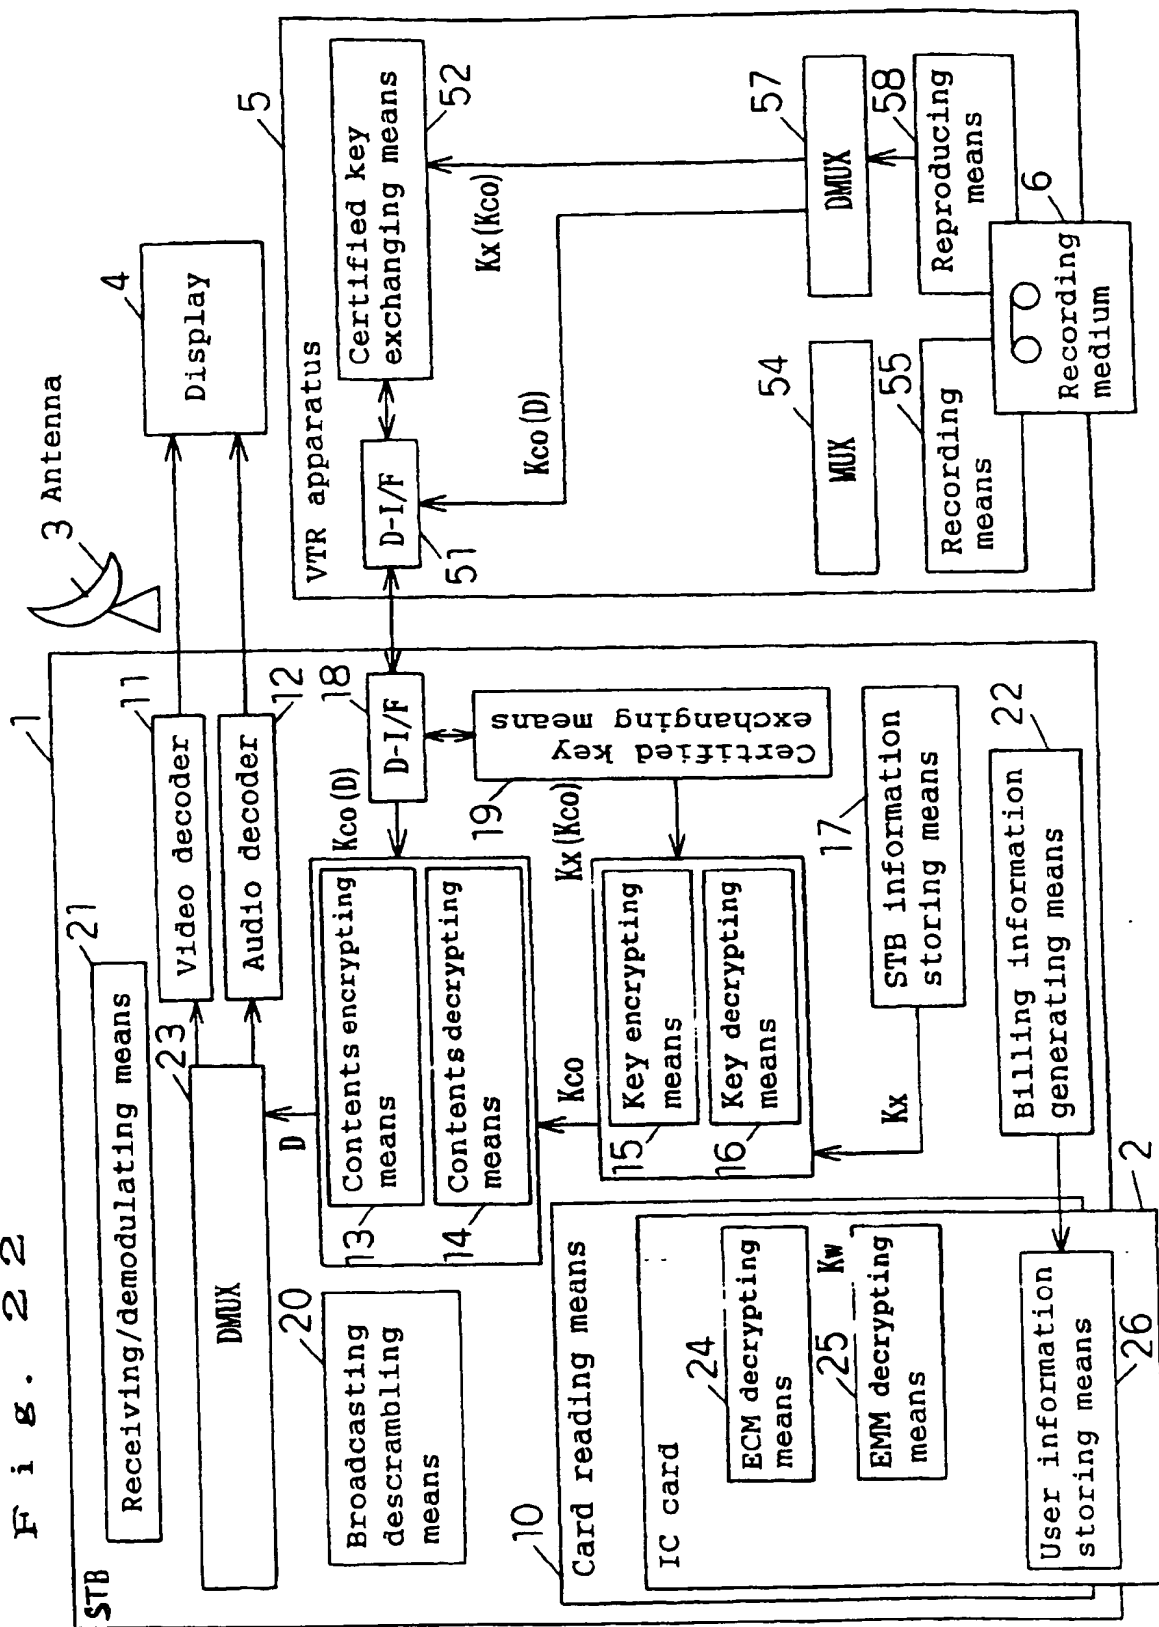 Fig. 22
STB
1
Receiving/demodulating means
21
DMUX
23
Video decoder
11
Audio decoder
12
3 Antenna
4
Display
Broadcasting
descrambling
means
20
D
Contents encrypting
means
13
Contents decrypting
means
14
Kco(D)
D-I/F
18
Certified key
exchanging means
19
Kx(Kco)
Kco
Key encrypting
means
15
Key decrypting
means
16
Kx
STB information
storing means
17
Billing information
generating means
22
10
Card reading means
IC card
2
ECM decrypting
means
24
Kw
EMM decrypting
means
25
User information
storing means
26
5
VTR apparatus
D-I/F
51
Certified key
exchanging means
52
Kx(Kco)
Kco(D)
MUX
54
DMUX
57
Recording
means
55
Reproducing
means
58
Recording
medium
6